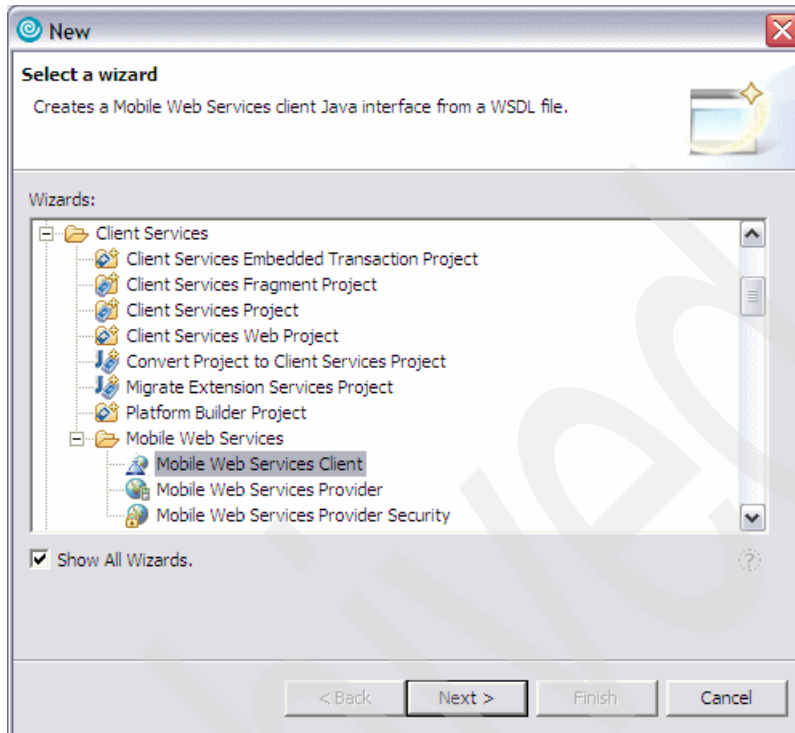 New
Select a wizard
Creates a Mobile Web Services client Java interface from a WSDL file.
Wizards:
Client Services
Client Services Embedded Transaction Project
Client Services Fragment Project
Client Services Project
Client Services Web Project
Convert Project to Client Services Project
Migrate Extension Services Project
Platform Builder Project
Mobile Web Services
Mobile Web Services Client
Mobile Web Services Provider
Mobile Web Services Provider Security
Show All Wizards.
< Back Next > Finish Cancel